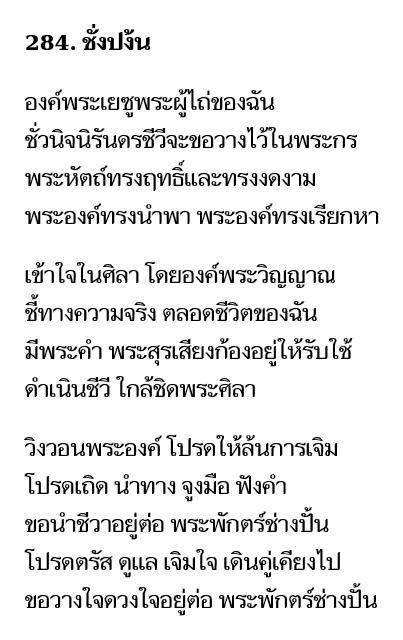 284. ชั่งปง้น
องค์พระเยซูพระผู้ไถ่ของฉัน
ชั่วนิจนิรันดรชีวีจะขอวางไว้ในพระกร
พระหัตถ์ทรงฤทธิ์และทรงงดงาม
พระองค์ทรงนำพา พระองค์ทรงเรียกหา
เข้าใจในศิลา โดยองค์พระวิญญาณ
ชี้ทางความจริง ตลอดชีวิตของฉัน
มีพระคำ พระสุรเสียงก้องอยู่ให้รับใช้
ดำเนินชีวี ใกล้ชิดพระศิลา
วิงวอนพระองค์ โปรดให้ล้นการเจิม
โปรดเถิด นำทาง จูงมือ ฟังคำ
ขอนำชีวาอยู่ต่อ พระพักตร์ช่างปั้น
โปรดตรัส ดูแล เจิมใจ เดินคู่เคียงไป
ขอวางใจดวงใจอยู่ต่อ พระพักตร์ช่างปั้น